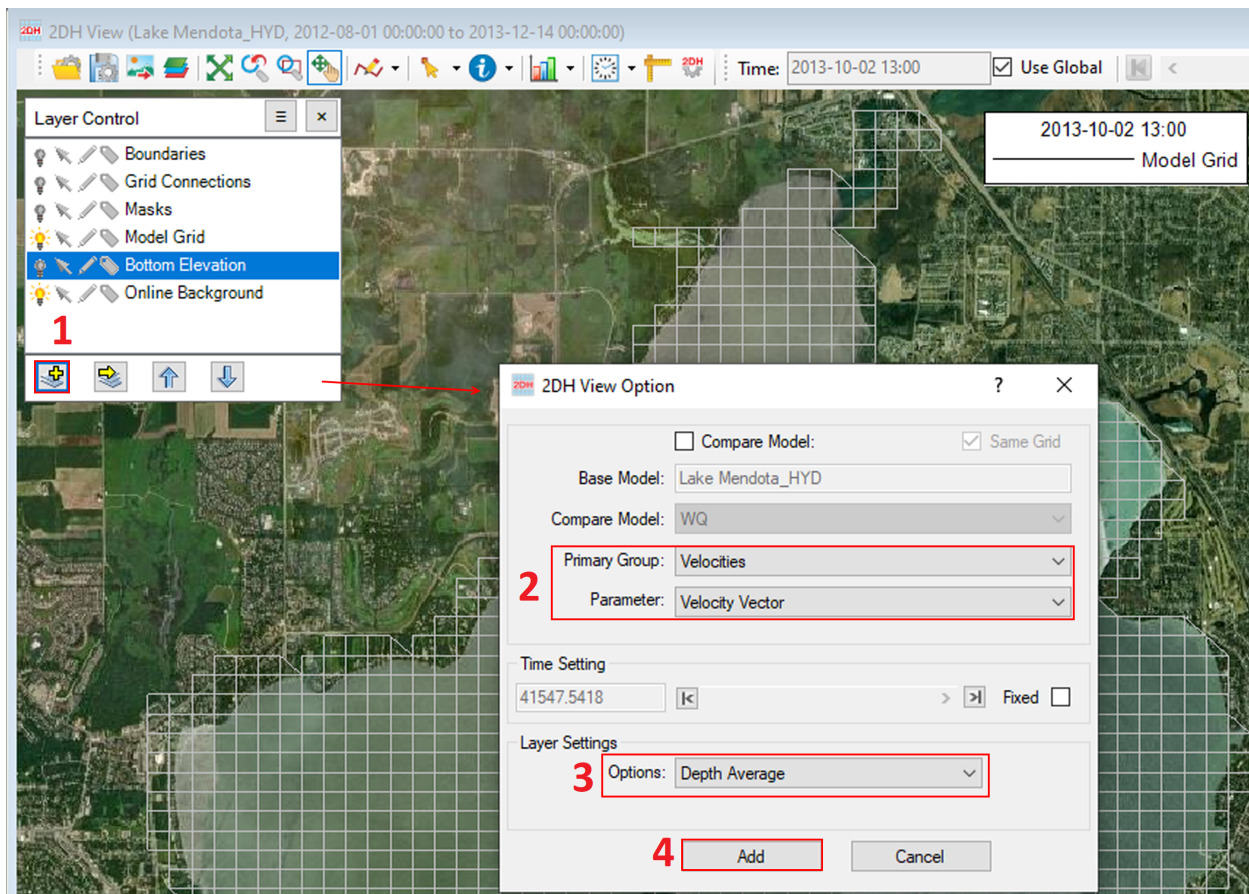 2DH 2DH View (Lake Mendota_HYD, 2012-08-01 00:00:00 to 2013-12-14 00:00:00)
2DH Time: 2013-10-02 13:00 Use Global
Layer Control
Boundaries
Grid Connections
Masks
Model Grid
Bottom Elevation
Online Background
1
2013-10-02 13:00
Model Grid
2DH 2DH View Option ?
Compare Model: Same Grid
Base Model: Lake Mendota_HYD
Compare Model: WQ
2
Primary Group: Velocities
Parameter: Velocity Vector
Time Setting
41547.5418 Fixed
Layer Settings
3 Options: Depth Average
4 Add Cancel